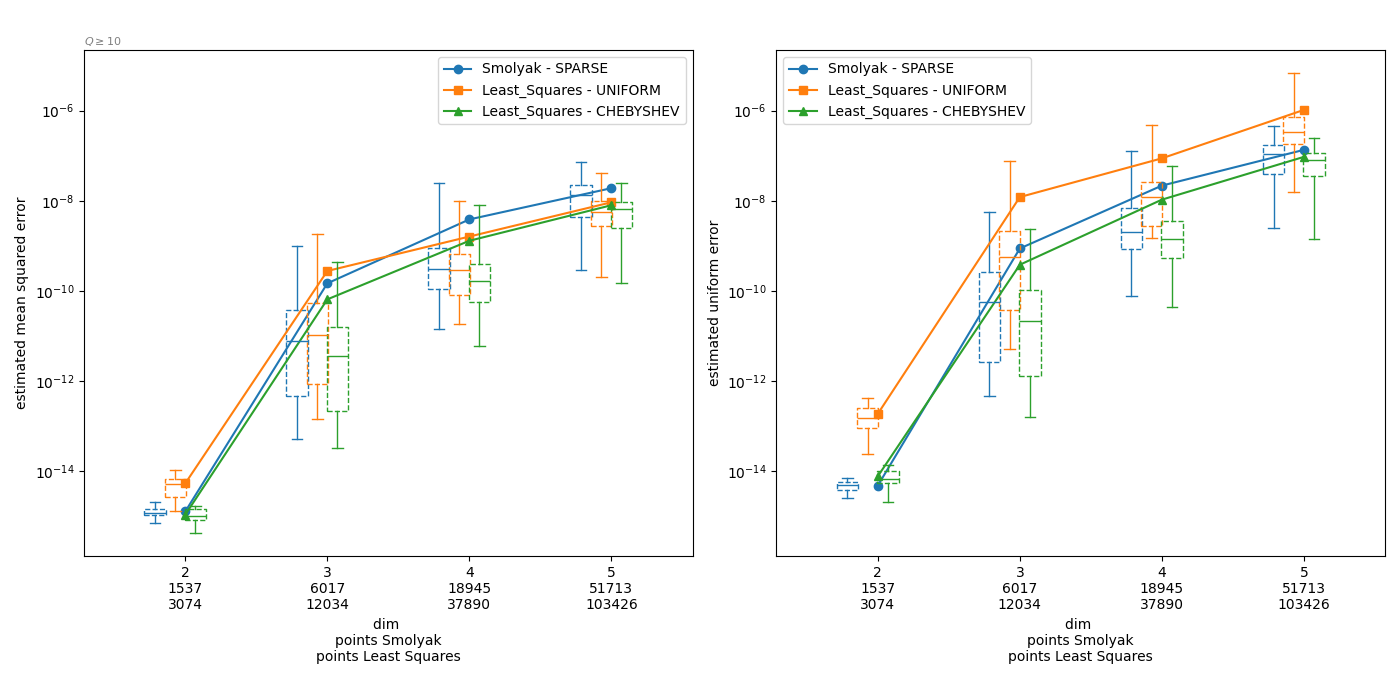 Q ≥ 10
Smolyak - SPARSE
Least_Squares - UNIFORM
Least_Squares - CHEBYSHEV
estimated mean squared error
10⁻⁶
10⁻⁸
10⁻¹⁰
10⁻¹²
10⁻¹⁴
2 3 4 5
1537 6017 18945 51713
3074 12034 37890 103426
dim
points Smolyak
points Least Squares
Smolyak - SPARSE
Least_Squares - UNIFORM
Least_Squares - CHEBYSHEV
estimated uniform error
10⁻⁶
10⁻⁸
10⁻¹⁰
10⁻¹²
10⁻¹⁴
2 3 4 5
1537 6017 18945 51713
3074 12034 37890 103426
dim
points Smolyak
points Least Squares